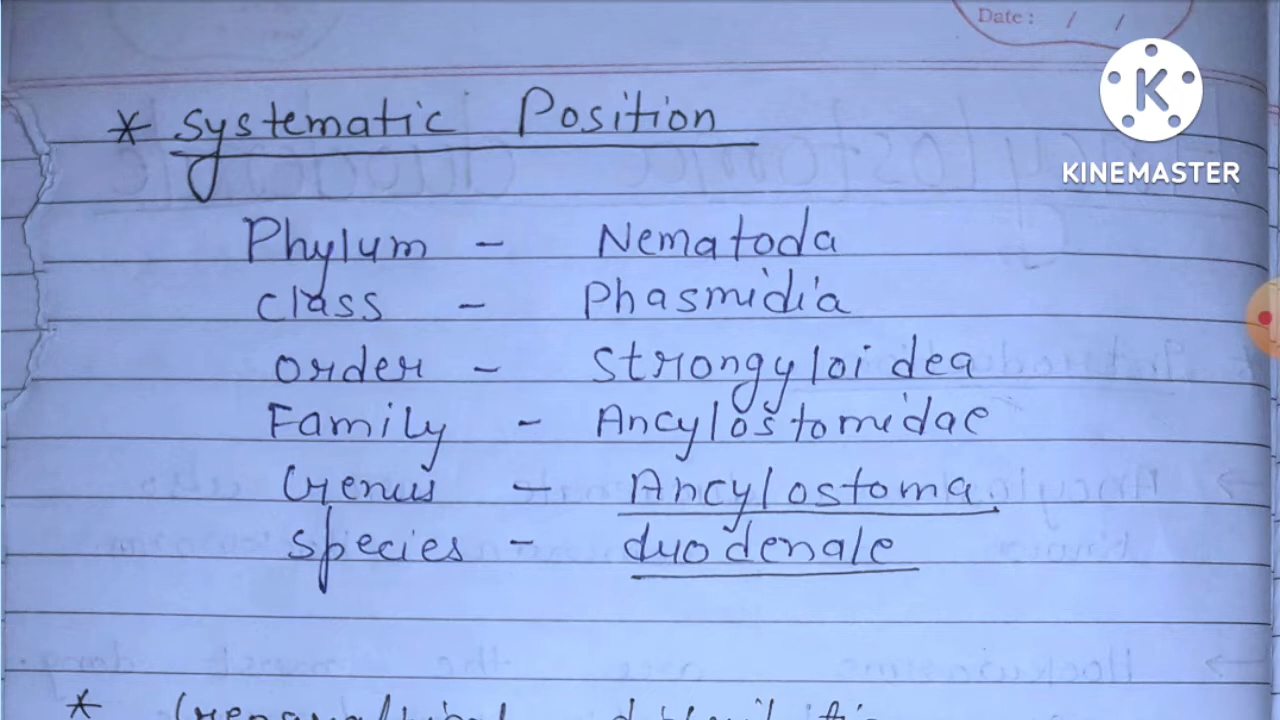 Date : / /
K
KINEMASTER
* Systematic Position
Phylum - Nematoda
Class - Phasmidia
Order - Strongyloidea
Family - Ancylostomidae
Genus - Ancylostoma
Species - duodenale
*